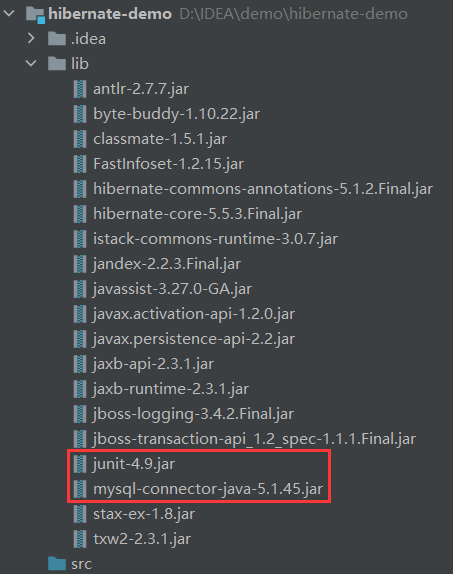 hibernate-demo D:\IDEA\demo\hibernate-demo
.idea
lib
antlr-2.7.7.jar
byte-buddy-1.10.22.jar
classmate-1.5.1.jar
FastInfoset-1.2.15.jar
hibernate-commons-annotations-5.1.2.Final.jar
hibernate-core-5.5.3.Final.jar
istack-commons-runtime-3.0.7.jar
jandex-2.2.3.Final.jar
javassist-3.27.0-GA.jar
javax.activation-api-1.2.0.jar
javax.persistence-api-2.2.jar
jaxb-api-2.3.1.jar
jaxb-runtime-2.3.1.jar
jboss-logging-3.4.2.Final.jar
jboss-transaction-api_1.2_spec-1.1.1.Final.jar
junit-4.9.jar
mysql-connector-java-5.1.45.jar
stax-ex-1.8.jar
txw2-2.3.1.jar
src